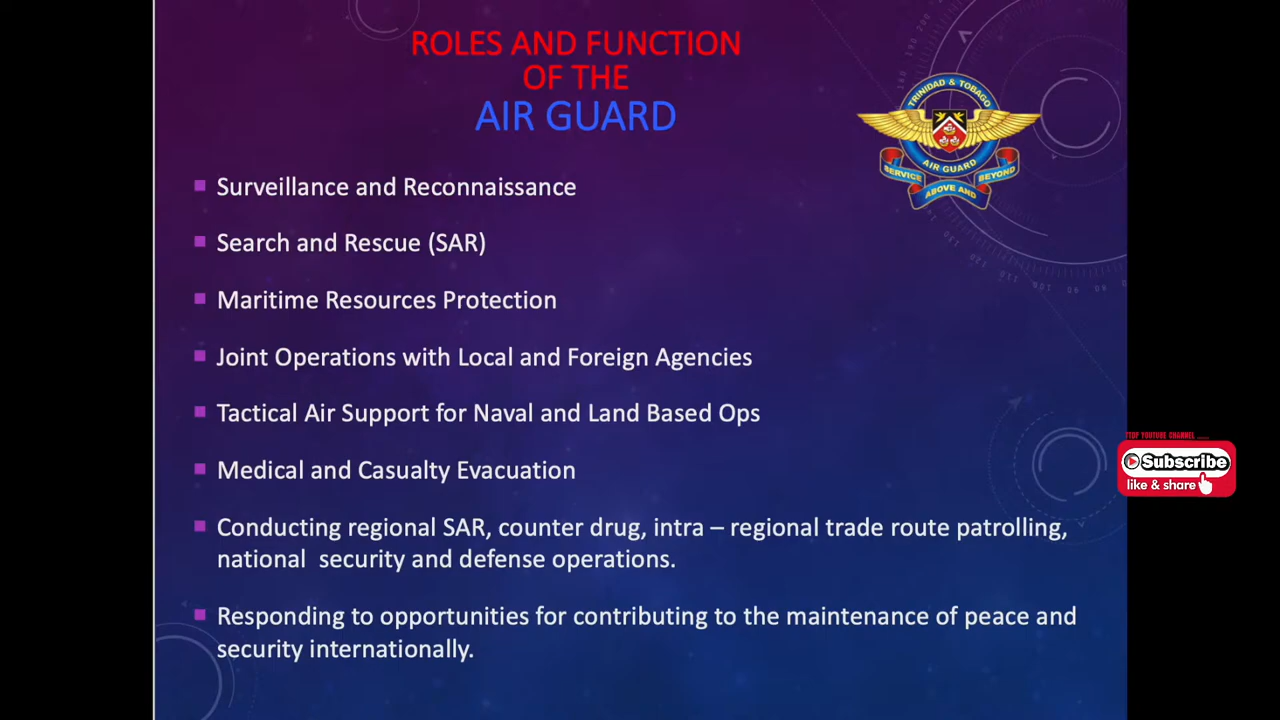 ROLES AND FUNCTION
OF THE
AIR GUARD
TRINIDAD & TOBAGO
AIR GUARD
SERVICE
ABOVE AND
BEYOND
Surveillance and Reconnaissance
Search and Rescue (SAR)
Maritime Resources Protection
Joint Operations with Local and Foreign Agencies
Tactical Air Support for Naval and Land Based Ops
TTOP YOUTUBE CHANNEL
Subscribe
like & share
Medical and Casualty Evacuation
Conducting regional SAR, counter drug, intra – regional trade route patrolling,
national security and defense operations.
Responding to opportunities for contributing to the maintenance of peace and
security internationally.